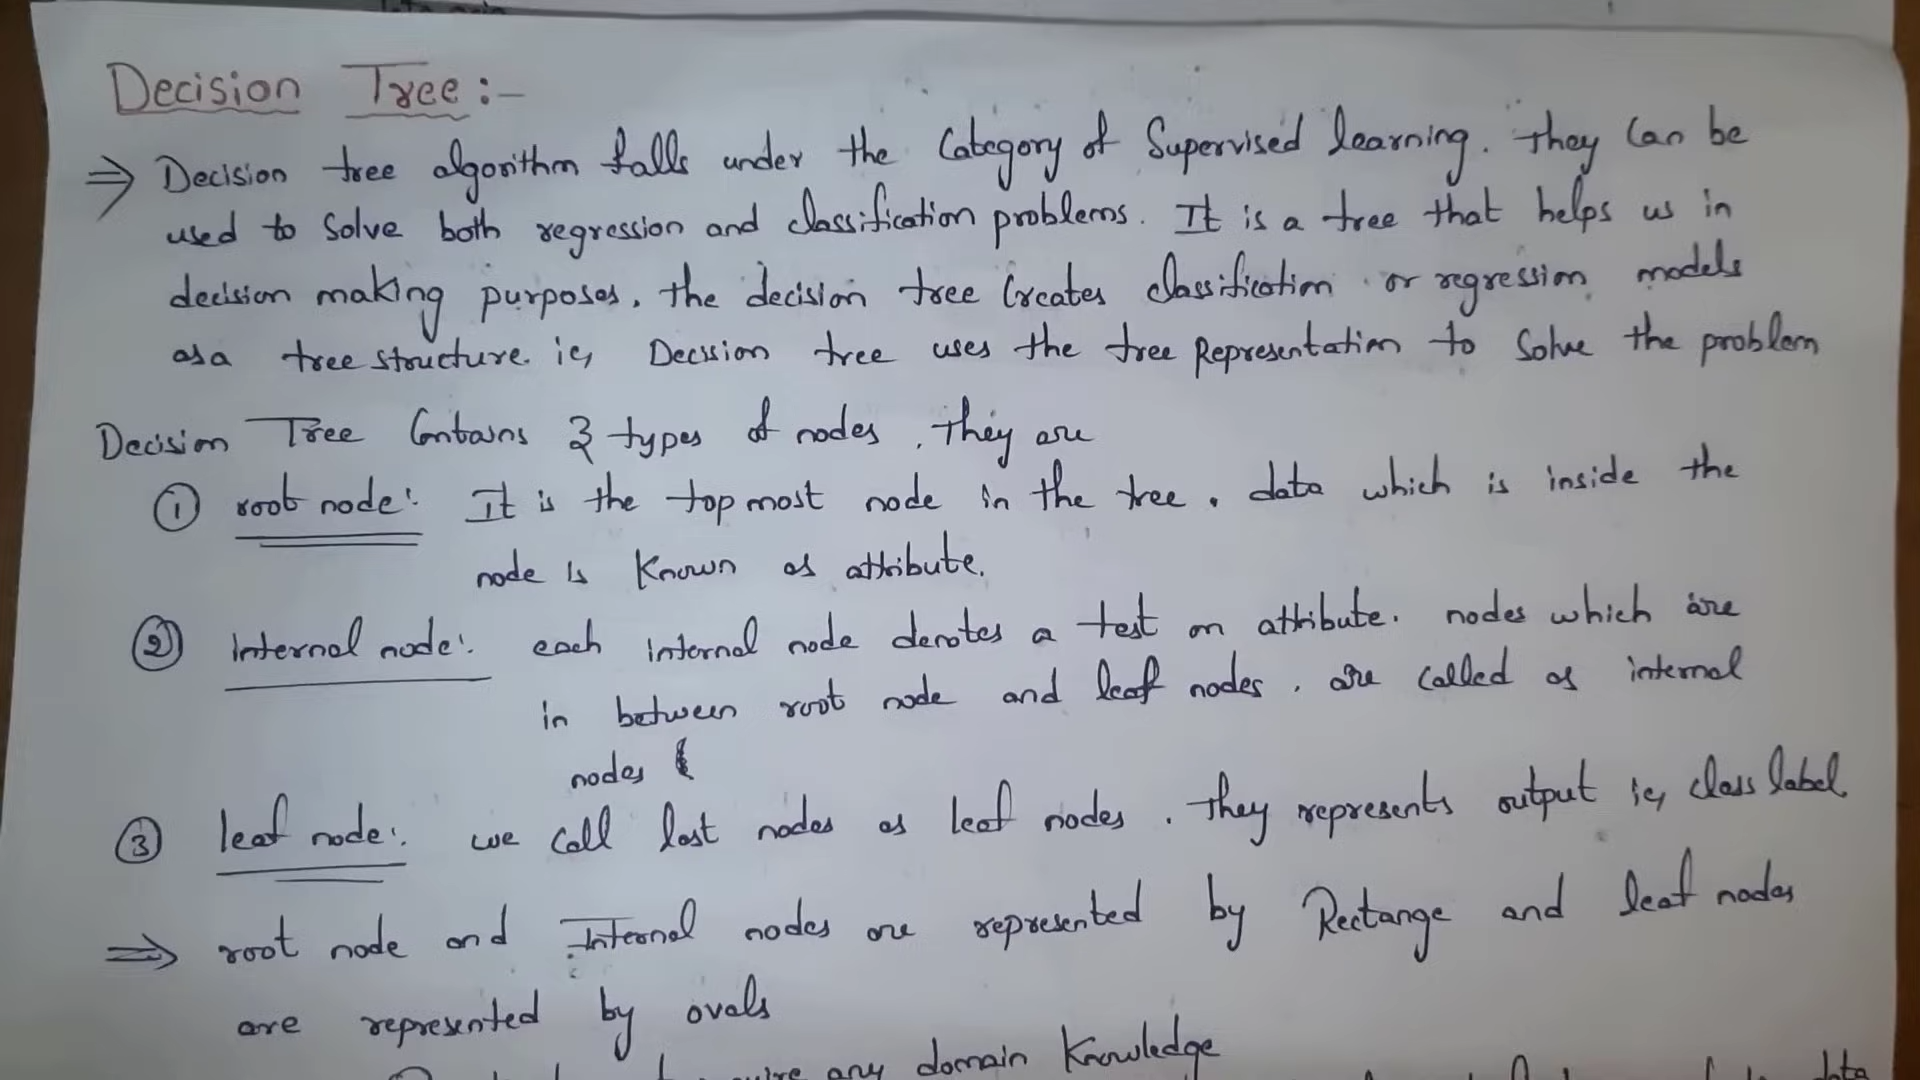 Decision Tree :-
⇒ Decision tree algorithm falls under the Category of Supervised learning. They Can be
used to Solve both regression and classification problems. It is a tree that helps us in
decision making purposes, the decision tree Creates classification or regression models
as a tree structure. ie, Decision tree uses the tree Representation to Solve the problem
Decision Tree Contains 3 types of nodes, They are
① root node: It is the top most node in the tree. data which is inside the
node is Known as attribute.
② internal node: each internal node denotes a test on attribute. nodes which are
in between root node and leaf nodes. are called as internal
nodes
③ leaf node: we call last nodes as leaf nodes. They represents output ie, class label
⇒ root node and Internal nodes are represented by Rectange and leaf nodes
are represented by ovals
any domain Knowledge
data